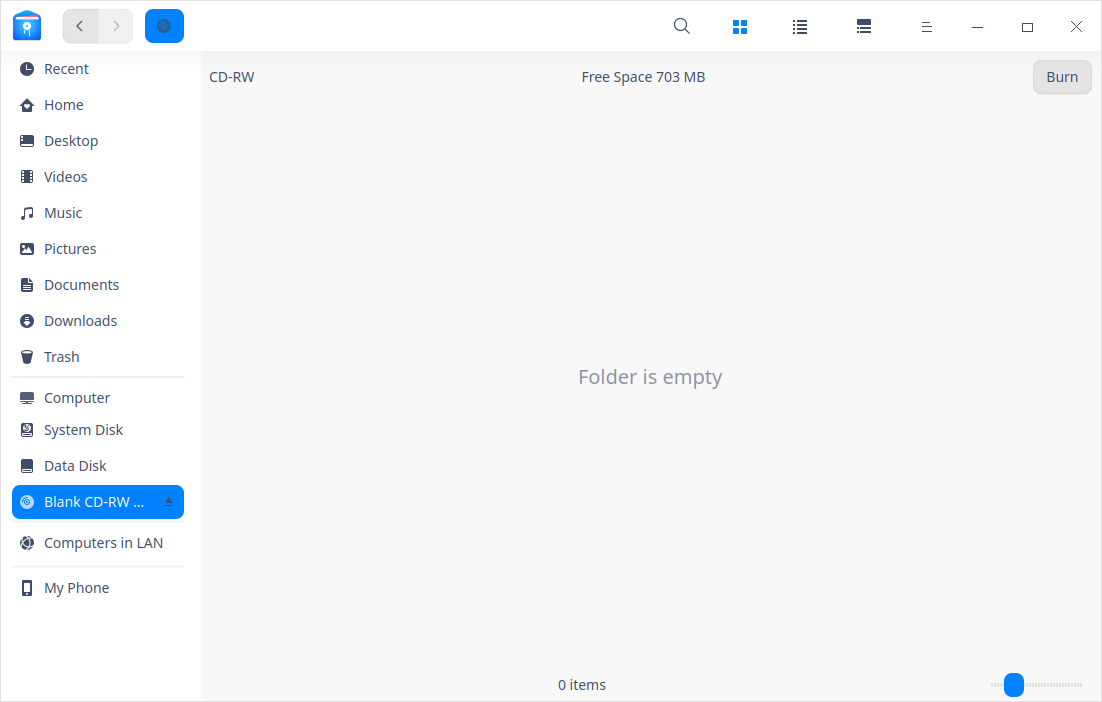 Recent
Home
Desktop
Videos
Music
Pictures
Documents
Downloads
Trash
Computer
System Disk
Data Disk
Blank CD-RW ...
Computers in LAN
My Phone
CD-RW
Free Space 703 MB
Burn
Folder is empty
0 items